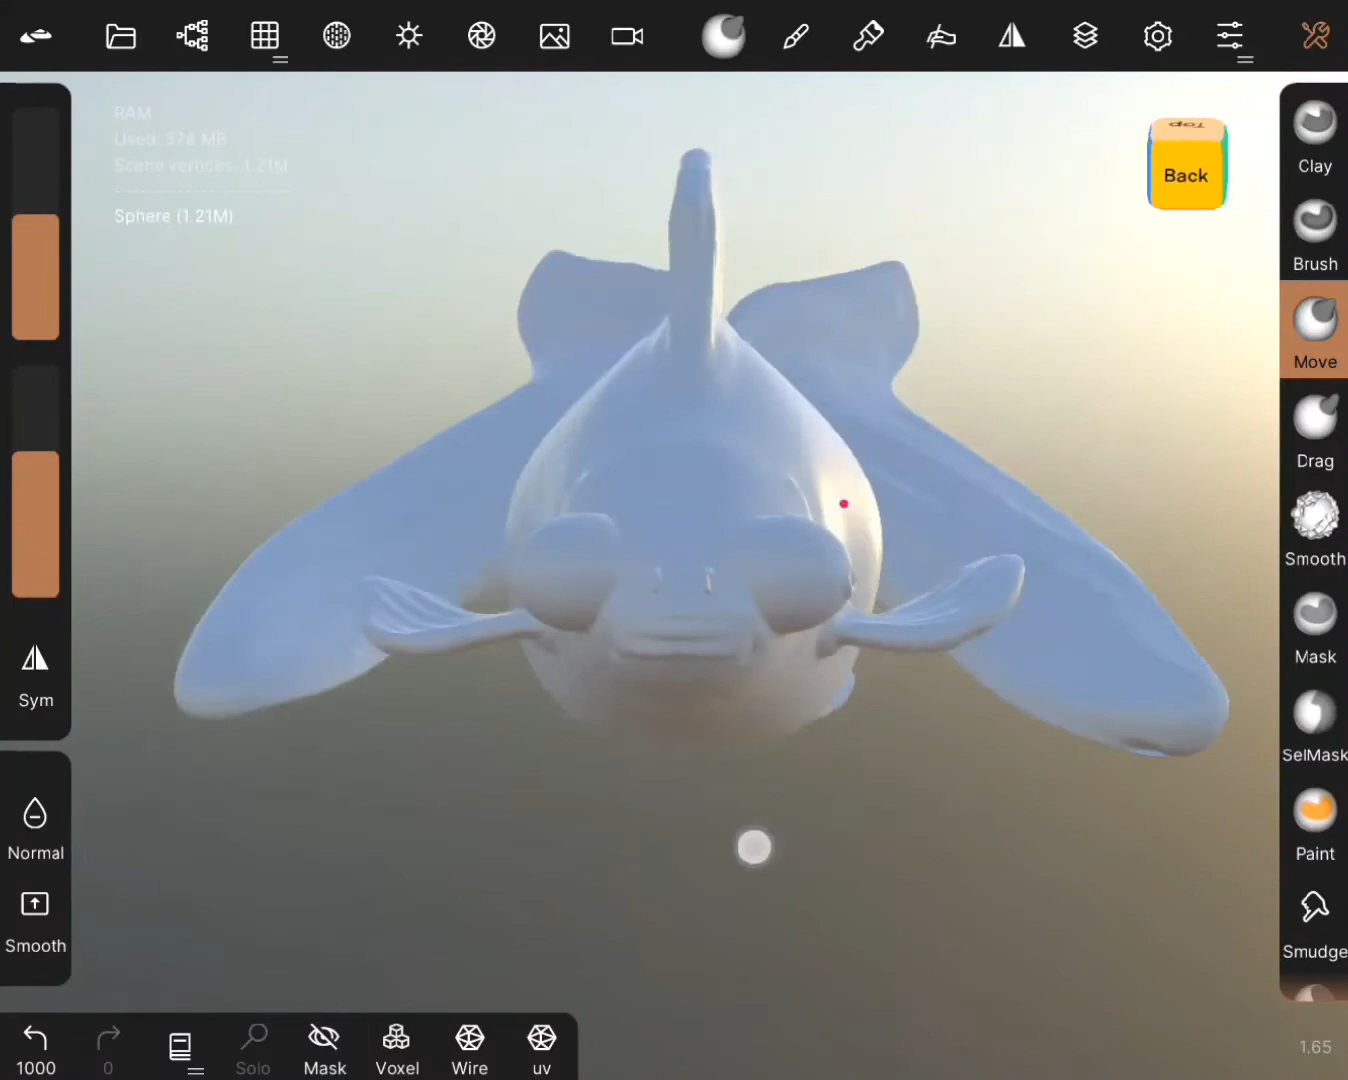 RAM
Used: 374 MB
Scene vertices: 1.21M
Sphere (1.21M)
Top
Back
Clay
Brush
Move
Drag
Smooth
Mask
SelMask
Paint
Smudge
Sym
Normal
Smooth
1000
0
Solo
Mask
Voxel
Wire
uv
1.65